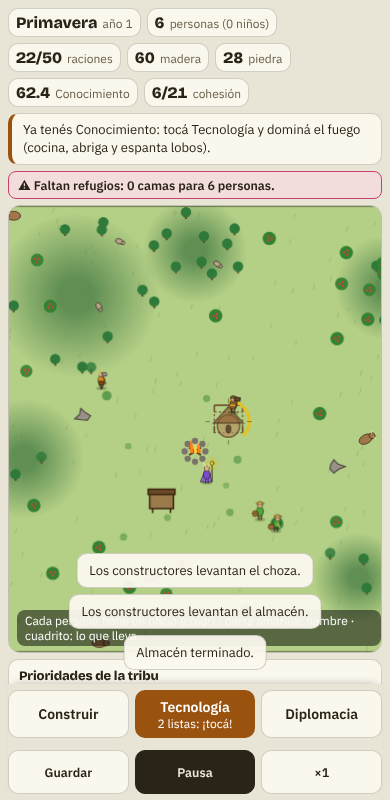 Primavera año 1
6 personas (0 niños)
22/50 raciones
60 madera
28 piedra
62.4 Conocimiento
6/21 cohesión
Ya tenés Conocimiento: tocá Tecnología y dominá el fuego
(cocina, abriga y espanta lobos).
⚠ Faltan refugios: 0 camas para 6 personas.
Los constructores levantan el choza.
Los constructores levantan el almacén.
Cada nombre ·
cuadrito: lo que lleva
Almacén terminado.
Prioridades de la tribu
Construir
Tecnología
2 listas: ¡tocá!
Diplomacia
Guardar
Pausa
×1